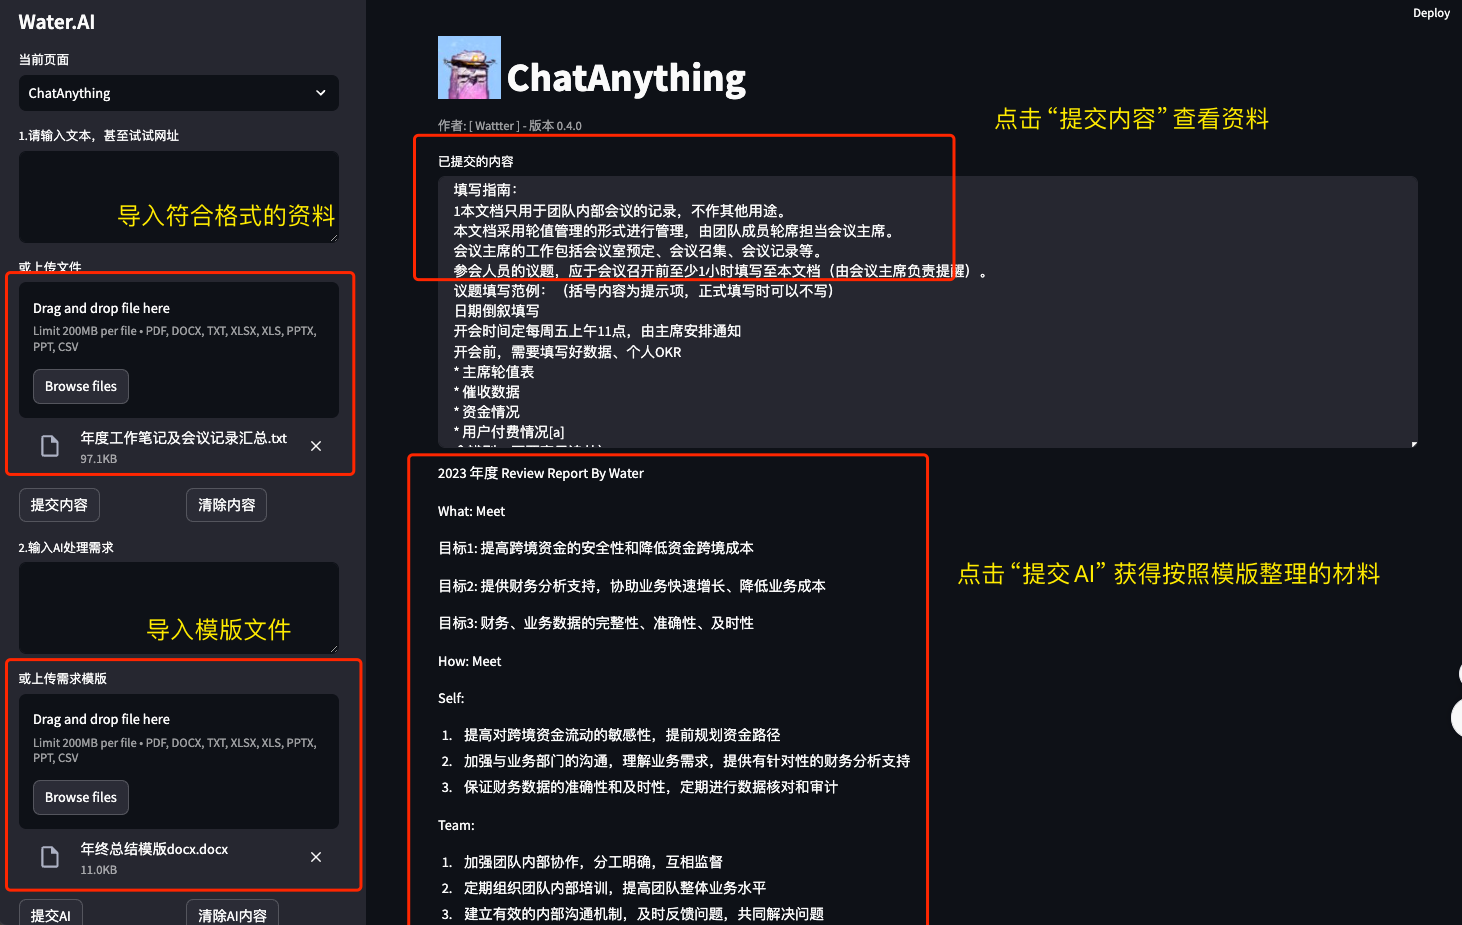 Water.AI
当前页面
ChatAnything
1.请输入文本，甚至试试网址
导入符合格式的资料
或上传文件
Drag and drop file here
Limit 200MB per file • PDF, DOCX, TXT, XLSX, XLS, PPTX,
PPT, CSV
Browse files
年度工作笔记及会议记录汇总.txt
97.1KB
提交内容
清除内容
2.输入AI处理需求
导入模版文件
或上传需求模版
Drag and drop file here
Limit 200MB per file • PDF, DOCX, TXT, XLSX, XLS, PPTX,
PPT, CSV
Browse files
年终总结模版docx.docx
11.0KB
提交AI
清除AI内容
Deploy
ChatAnything
作者: [ Wattter ] - 版本 0.4.0
点击 “提交内容” 查看资料
已提交的内容
填写指南：
1本文档只用于团队内部会议的记录，不作其他用途。
本文档采用轮值管理的形式进行管理，由团队成员轮席担当会议主席。
会议主席的工作包括会议室预定、会议召集、会议记录等。
参会人员的议题，应于会议召开前至少1小时填写至本文档（由会议主席负责提醒）。
议题填写范例：（括号内容为提示项，正式填写时可以不写）
日期倒叙填写
开会时间定每周五上午11点，由主席安排通知
开会前，需要填写好数据、个人OKR
* 主席轮值表
* 催收数据
* 资金情况
* 用户付费情况[a]
2023 年度 Review Report By Water
What: Meet
目标1: 提高跨境资金的安全性和降低资金跨境成本
目标2: 提供财务分析支持，协助业务快速增长、降低业务成本
目标3: 财务、业务数据的完整性、准确性、及时性
点击 “提交 AI” 获得按照模版整理的材料
How: Meet
Self:
1. 提高对跨境资金流动的敏感性，提前规划资金路径
2. 加强与业务部门的沟通，理解业务需求，提供有针对性的财务分析支持
3. 保证财务数据的准确性和及时性，定期进行数据核对和审计
Team:
1. 加强团队内部协作，分工明确，互相监督
2. 定期组织团队内部培训，提高团队整体业务水平
3. 建立有效的内部沟通机制，及时反馈问题，共同解决问题